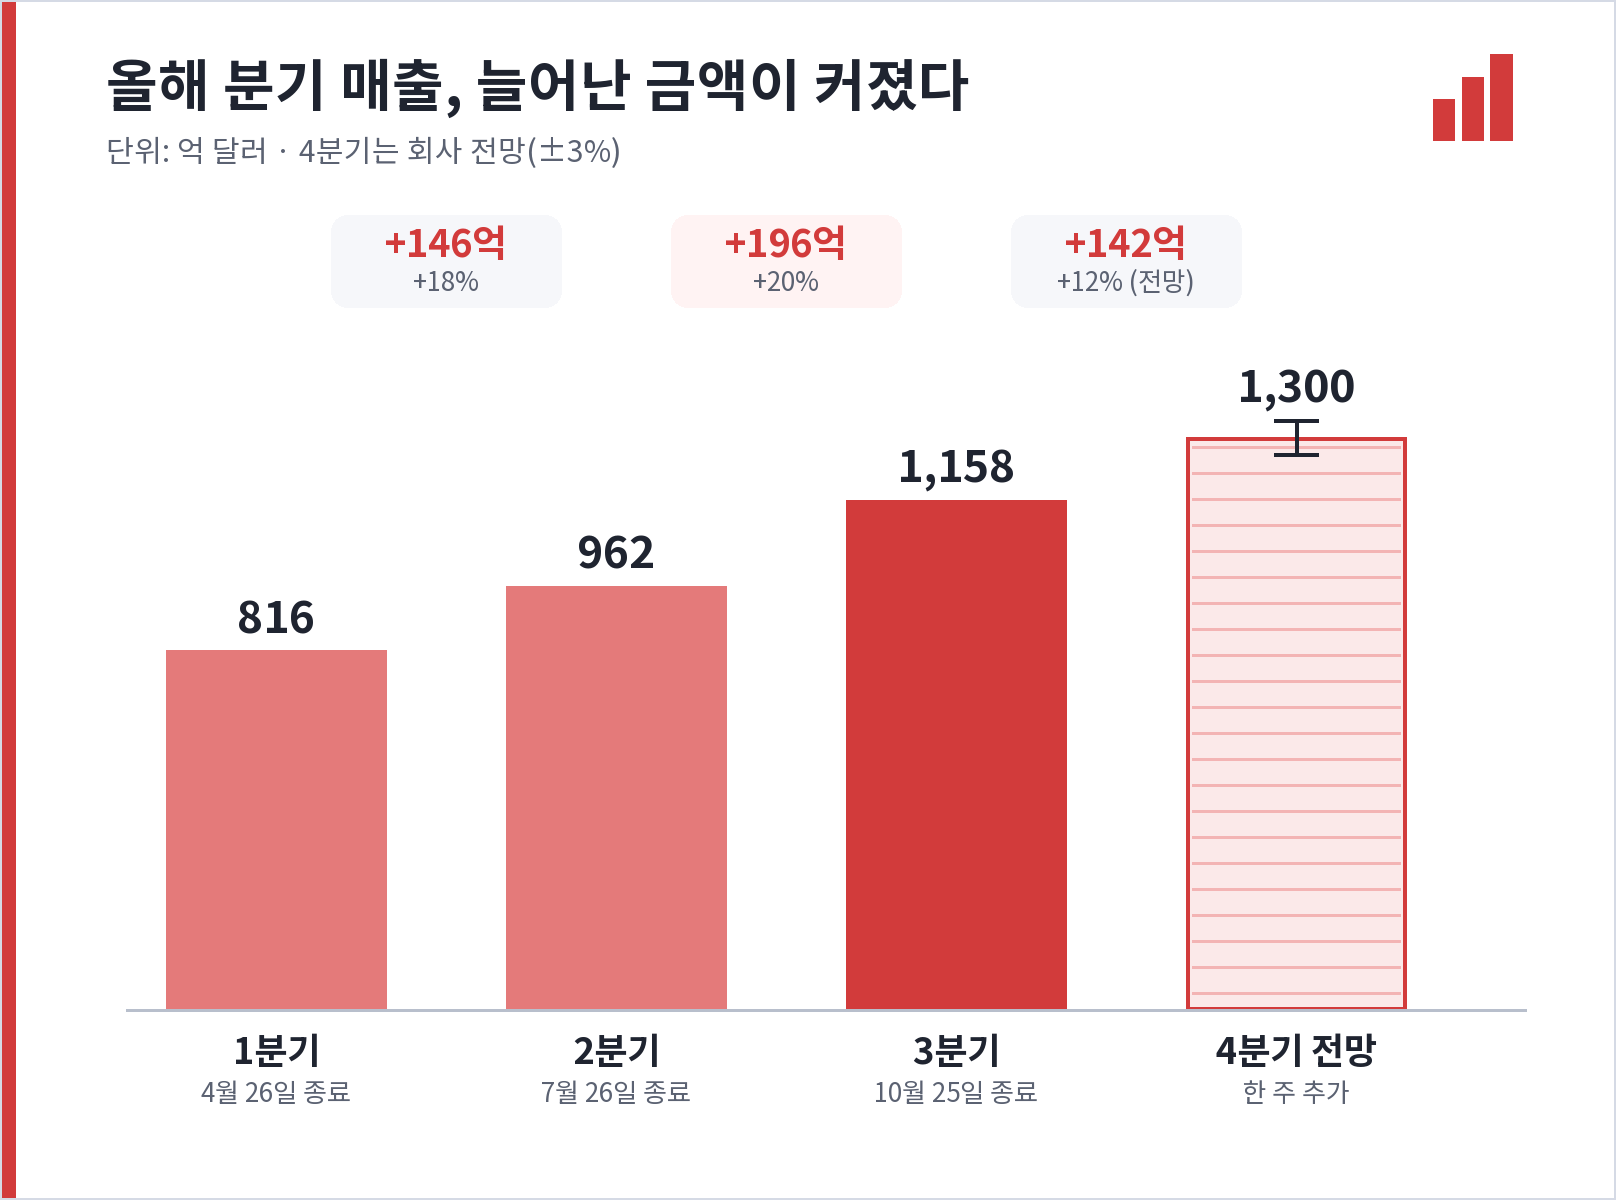 올해 분기 매출, 늘어난 금액이 커졌다
단위: 억 달러 · 4분기는 회사 전망(±3%)
+146억
+18%
+196억
+20%
+142억
+12% (전망)
816
962
1,158
1,300
1분기
4월 26일 종료
2분기
7월 26일 종료
3분기
10월 25일 종료
4분기 전망
한 주 추가